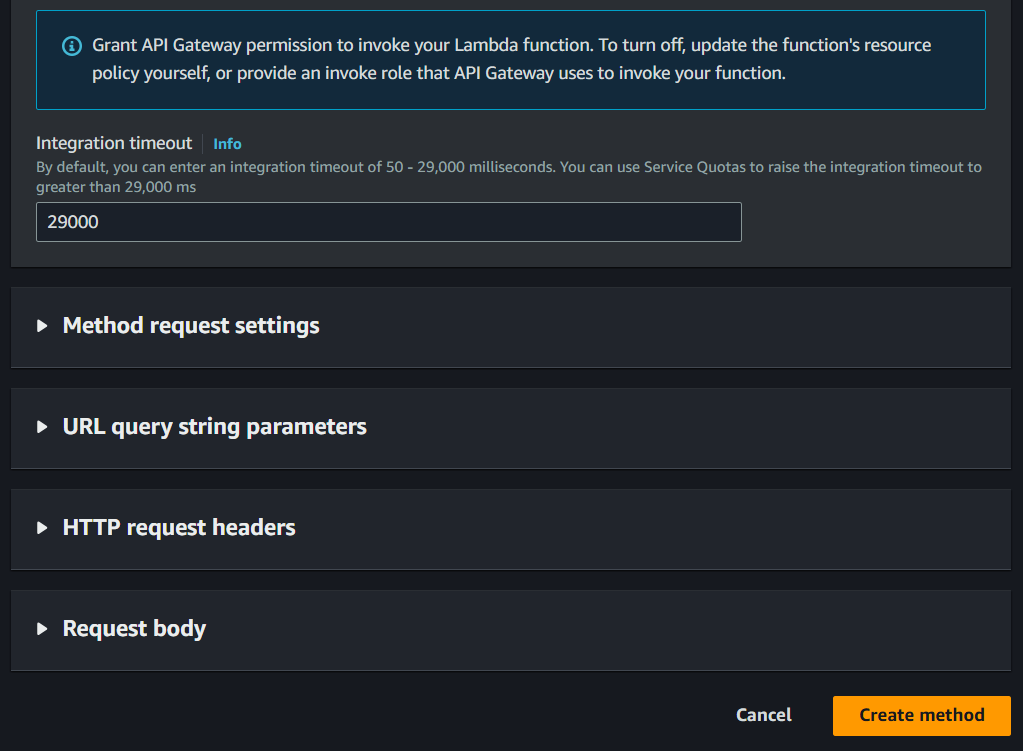 Grant API Gateway permission to invoke your Lambda function. To turn off, update the function's resource
policy yourself, or provide an invoke role that API Gateway uses to invoke your function.
Integration timeout Info
By default, you can enter an integration timeout of 50 - 29,000 milliseconds. You can use Service Quotas to raise the integration timeout to
greater than 29,000 ms
29000
Method request settings
URL query string parameters
HTTP request headers
Request body
Cancel Create method